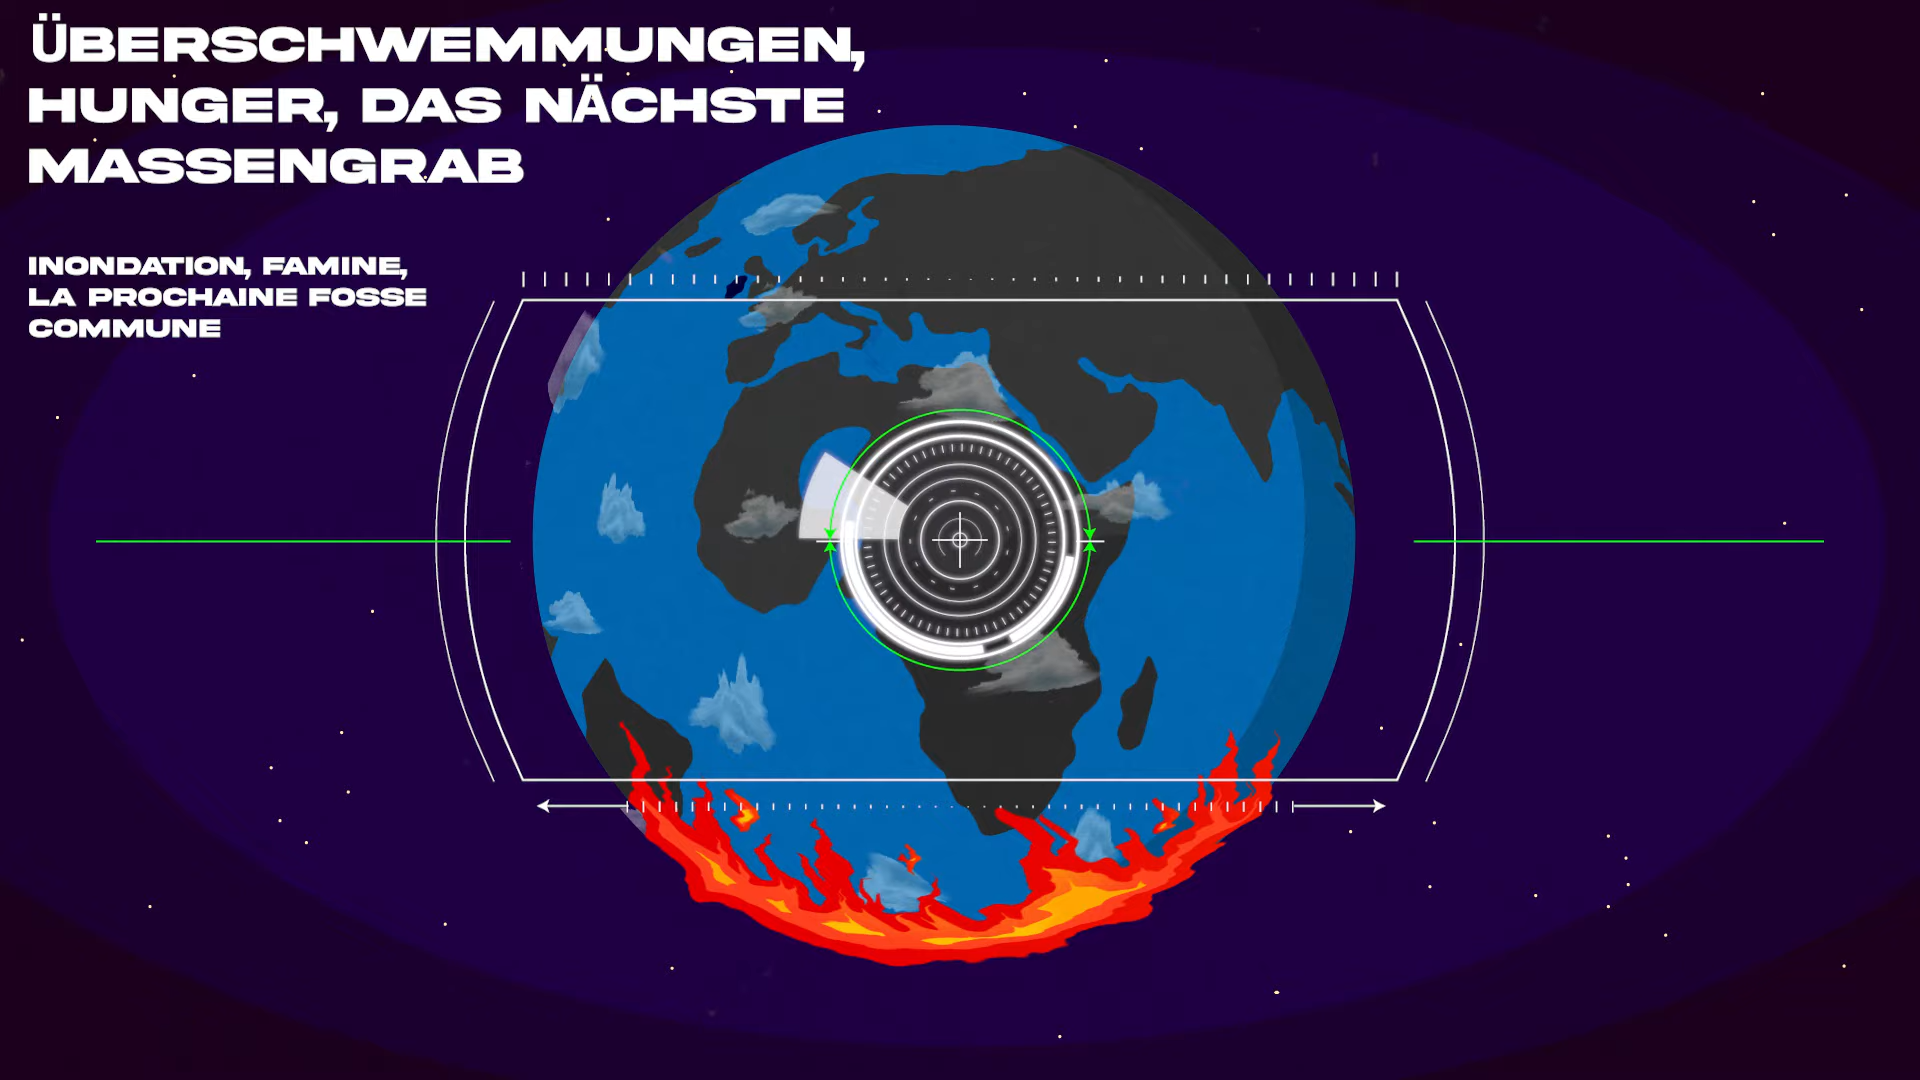 ÜBERSCHWEMMUNGEN,
HUNGER, DAS NÄCHSTE
MASSENGRAB
INONDATION, FAMINE,
LA PROCHAINE FOSSE
COMMUNE